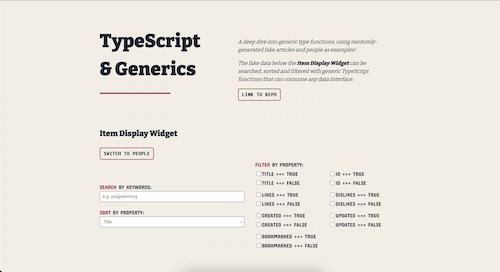 TypeScript
& Generics
A deep dive into generic type functions, using randomly-
generated fake articles and people as examples!
The fake data below the Item Display Widget can be
searched, sorted and filtered with generic TypeScript
functions that can consume any data interface.
LINK TO REPO
Item Display Widget
SWITCH TO PEOPLE
SEARCH BY KEYWORDS:
e.g. programming
SORT BY PROPERTY:
Title
FILTER BY PROPERTY:
TITLE === TRUE
TITLE === FALSE
ID === TRUE
ID === FALSE
LIKES === TRUE
LIKES === FALSE
DISLIKES === TRUE
DISLIKES === FALSE
CREATED === TRUE
CREATED === FALSE
UPDATED === TRUE
UPDATED === FALSE
BOOKMARKED === TRUE
BOOKMARKED === FALSE